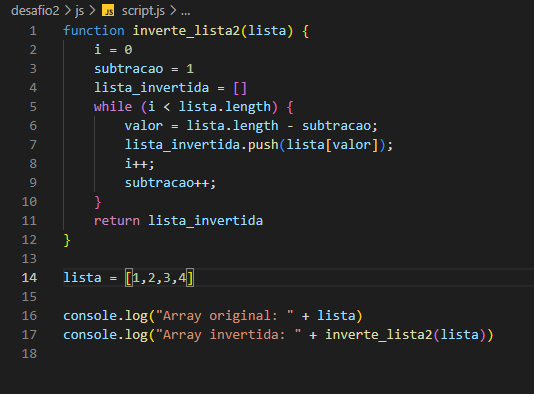 desafio2 > js > JS script.js > ...
1 function inverte_lista2(lista) {
2 i = 0
3 subtracao = 1
4 lista_invertida = []
5 while (i < lista.length) {
6 valor = lista.length - subtracao;
7 lista_invertida.push(lista[valor]);
8 i++;
9 subtracao++;
10 }
11 return lista_invertida
12 }
13
14 lista = [1,2,3,4]
15
16 console.log("Array original: " + lista)
17 console.log("Array invertida: " + inverte_lista2(lista))
18